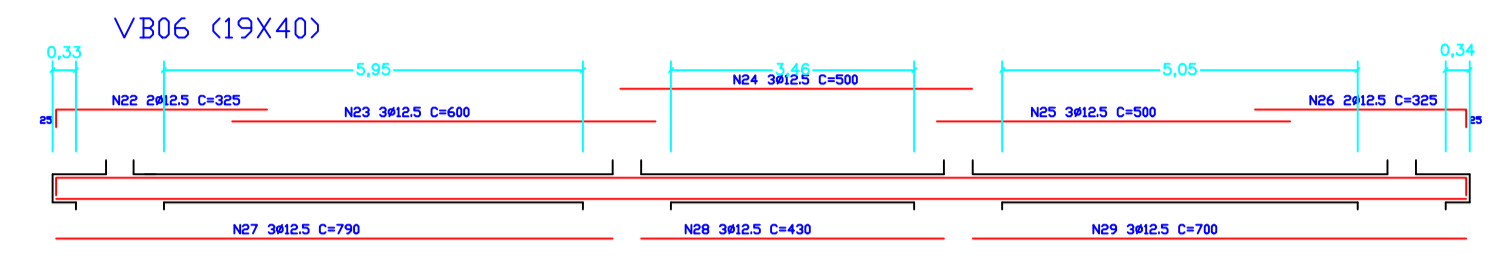 VB06 (19X40)
0,33
5,95
3,46
5,05
0,34
N24 3ø12.5 C=500
N22 2ø12.5 C=325
N26 2ø12.5 C=325
N23 3ø12.5 C=600
N25 3ø12.5 C=500
25
25
N27 3ø12.5 C=790
N28 3ø12.5 C=430
N29 3ø12.5 C=700